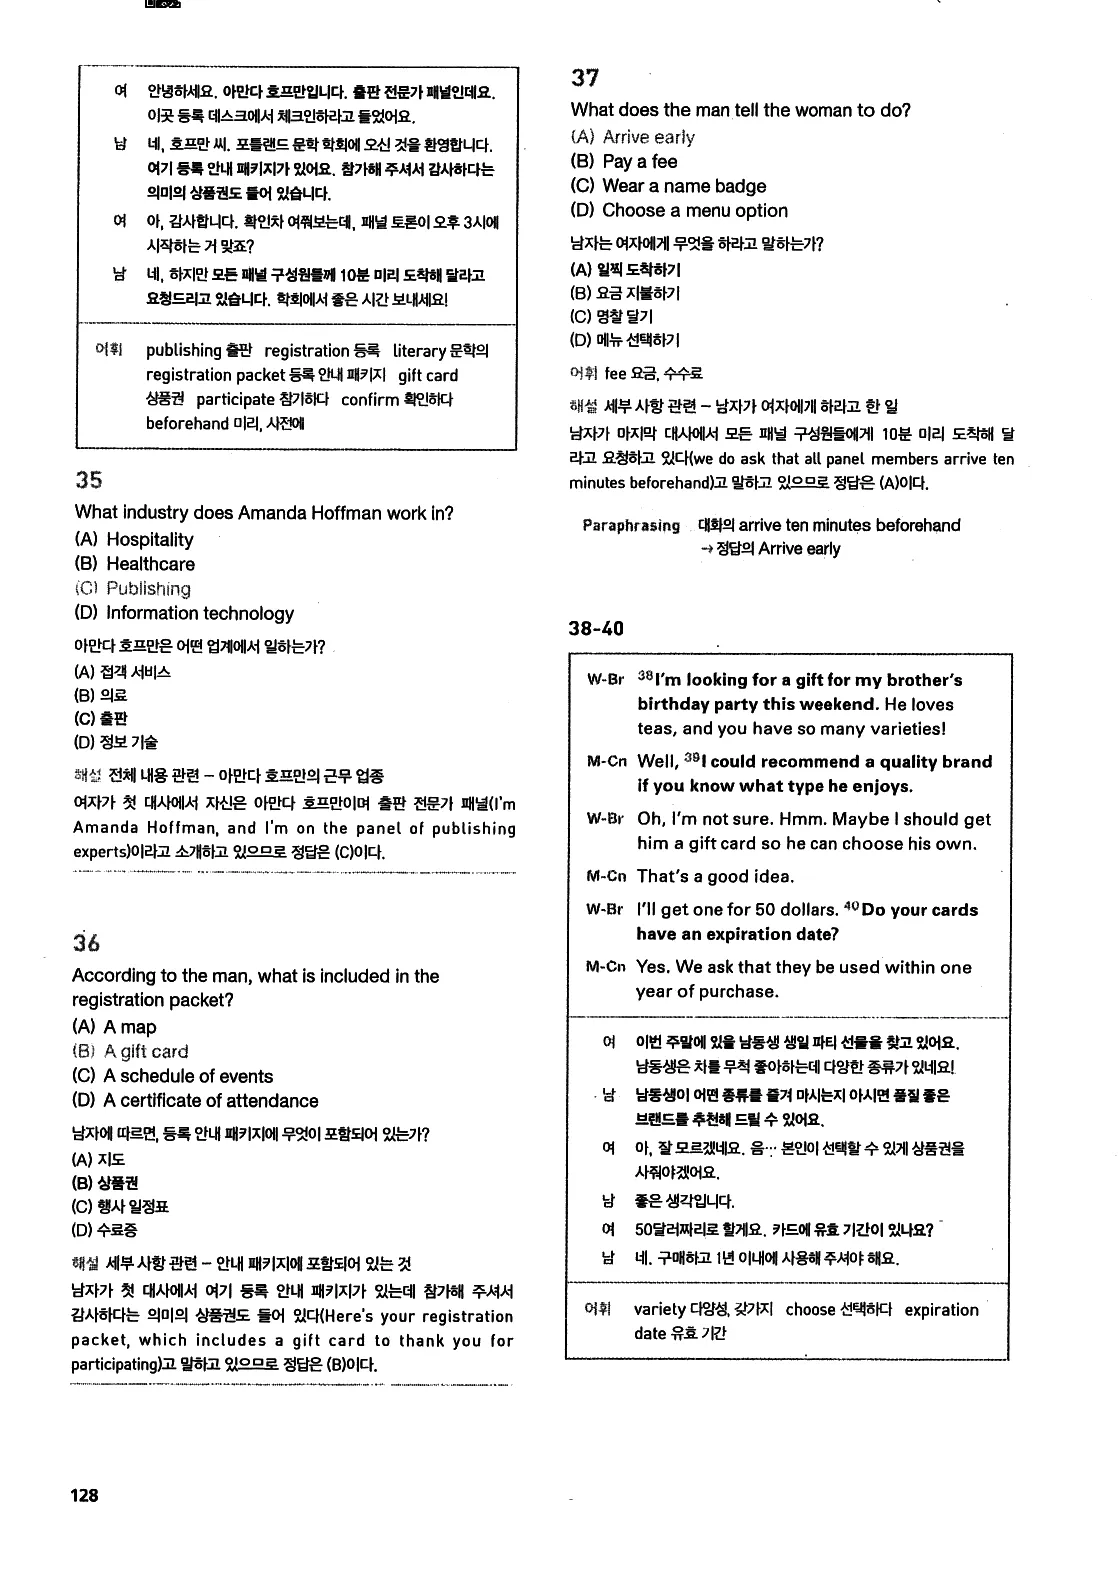 여 안녕하세요. 아만다 호프만입니다. 출판 전문가 패널인데요.
이곳 등록 데스크에서 체크인하라고 들었어요.
남 네, 호프만 씨. 포틀랜드 문학 학회에 오신 것을 환영합니다.
여기 등록 안내 패키지가 있어요. 참가해 주셔서 감사하다는
의미의 상품권도 들어 있습니다.
여 아, 감사합니다. 확인차 여쭤보는데, 패널 토론이 오후 3시에
시작하는 거 맞죠?
남 네, 하지만 모든 패널 구성원들께 10분 미리 도착해 달라고
요청드리고 있습니다. 학회에서 좋은 시간 보내세요!
어휘 publishing 출판 registration 등록 literary 문학의
registration packet 등록 안내 패키지 gift card
상품권 participate 참가하다 confirm 확인하다
beforehand 미리, 사전에
35
What industry does Amanda Hoffman work in?
(A) Hospitality
(B) Healthcare
(C) Publishing
(D) Information technology
아만다 호프만은 어떤 업계에서 일하는가?
(A) 접객 서비스
(B) 의료
(C) 출판
(D) 정보 기술
해설 전체 내용 관련 – 아만다 호프만의 근무 업종
여자가 첫 대사에서 자신은 아만다 호프만이며 출판 전문가 패널(I'm
Amanda Hoffman, and I'm on the panel of publishing
experts)이라고 소개하고 있으므로 정답은 (C)이다.
36
According to the man, what is included in the
registration packet?
(A) A map
(B) A gift card
(C) A schedule of events
(D) A certificate of attendance
남자에 따르면, 등록 안내 패키지에 무엇이 포함되어 있는가?
(A) 지도
(B) 상품권
(C) 행사 일정표
(D) 수료증
해설 세부 사항 관련 – 안내 패키지에 포함되어 있는 것
남자가 첫 대사에서 여기 등록 안내 패키지가 있는데 참가해 주셔서
감사하다는 의미의 상품권도 들어 있다(Here's your registration
packet, which includes a gift card to thank you for
participating)고 말하고 있으므로 정답은 (B)이다.
128
37
What does the man tell the woman to do?
(A) Arrive early
(B) Pay a fee
(C) Wear a name badge
(D) Choose a menu option
남자는 여자에게 무엇을 하라고 말하는가?
(A) 일찍 도착하기
(B) 요금 지불하기
(C) 명찰 달기
(D) 메뉴 선택하기
어휘 fee 요금, 수수료
해설 세부 사항 관련 – 남자가 여자에게 하라고 한 일
남자가 마지막 대사에서 모든 패널 구성원들에게 10분 미리 도착해 달
라고 요청하고 있다(we do ask that all panel members arrive ten
minutes beforehand)고 말하고 있으므로 정답은 (A)이다.
Paraphrasing 대화의 arrive ten minutes beforehand
→ 정답의 Arrive early
38-40
W-Br 38I'm looking for a gift for my brother's
birthday party this weekend. He loves
teas, and you have so many varieties!
M-Cn Well, 39I could recommend a quality brand
if you know what type he enjoys.
W-Br Oh, I'm not sure. Hmm. Maybe I should get
him a gift card so he can choose his own.
M-Cn That's a good idea.
W-Br I'll get one for 50 dollars. 40Do your cards
have an expiration date?
M-Cn Yes. We ask that they be used within one
year of purchase.
여 이번 주말에 있을 남동생 생일 파티 선물을 찾고 있어요.
남동생은 차를 무척 좋아하는데 다양한 종류가 있네요!
남 남동생이 어떤 종류를 즐겨 마시는지 아시면 품질 좋은
브랜드를 추천해 드릴 수 있어요.
여 아, 잘 모르겠네요. 음… 본인이 선택할 수 있게 상품권을
사줘야겠어요.
남 좋은 생각입니다.
여 50달러짜리로 할게요. 카드에 유효 기간이 있나요?
남 네. 구매하고 1년 이내에 사용해 주셔야 해요.
어휘 variety 다양성, 갖가지 choose 선택하다 expiration
date 유효 기간